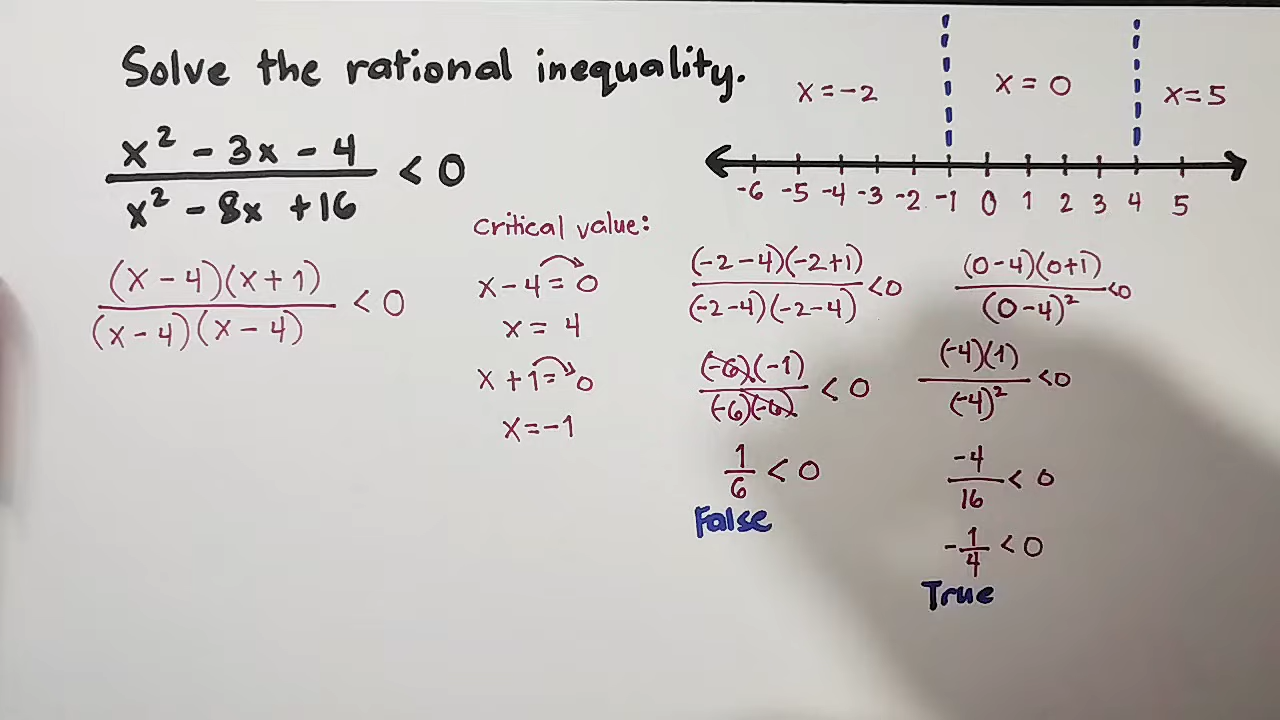 Solve the rational inequality.
x² - 3x - 4 / x² - 8x + 16 < 0
(x - 4)(x + 1) / (x - 4)(x - 4) < 0
critical value:
x - 4 = 0
x = 4
x + 1 = 0
x = -1
x = -2 x = 0 x = 5
-6 -5 -4 -3 -2 -1 0 1 2 3 4 5
(-2-4)(-2+1) / (-2-4)(-2-4) < 0
(-6)(-1) / (-6)(-6) < 0
1/6 < 0
False
(0-4)(0+1) / (0-4)² < 0
(-4)(1) / (-4)² < 0
-4/16 < 0
-1/4 < 0
True